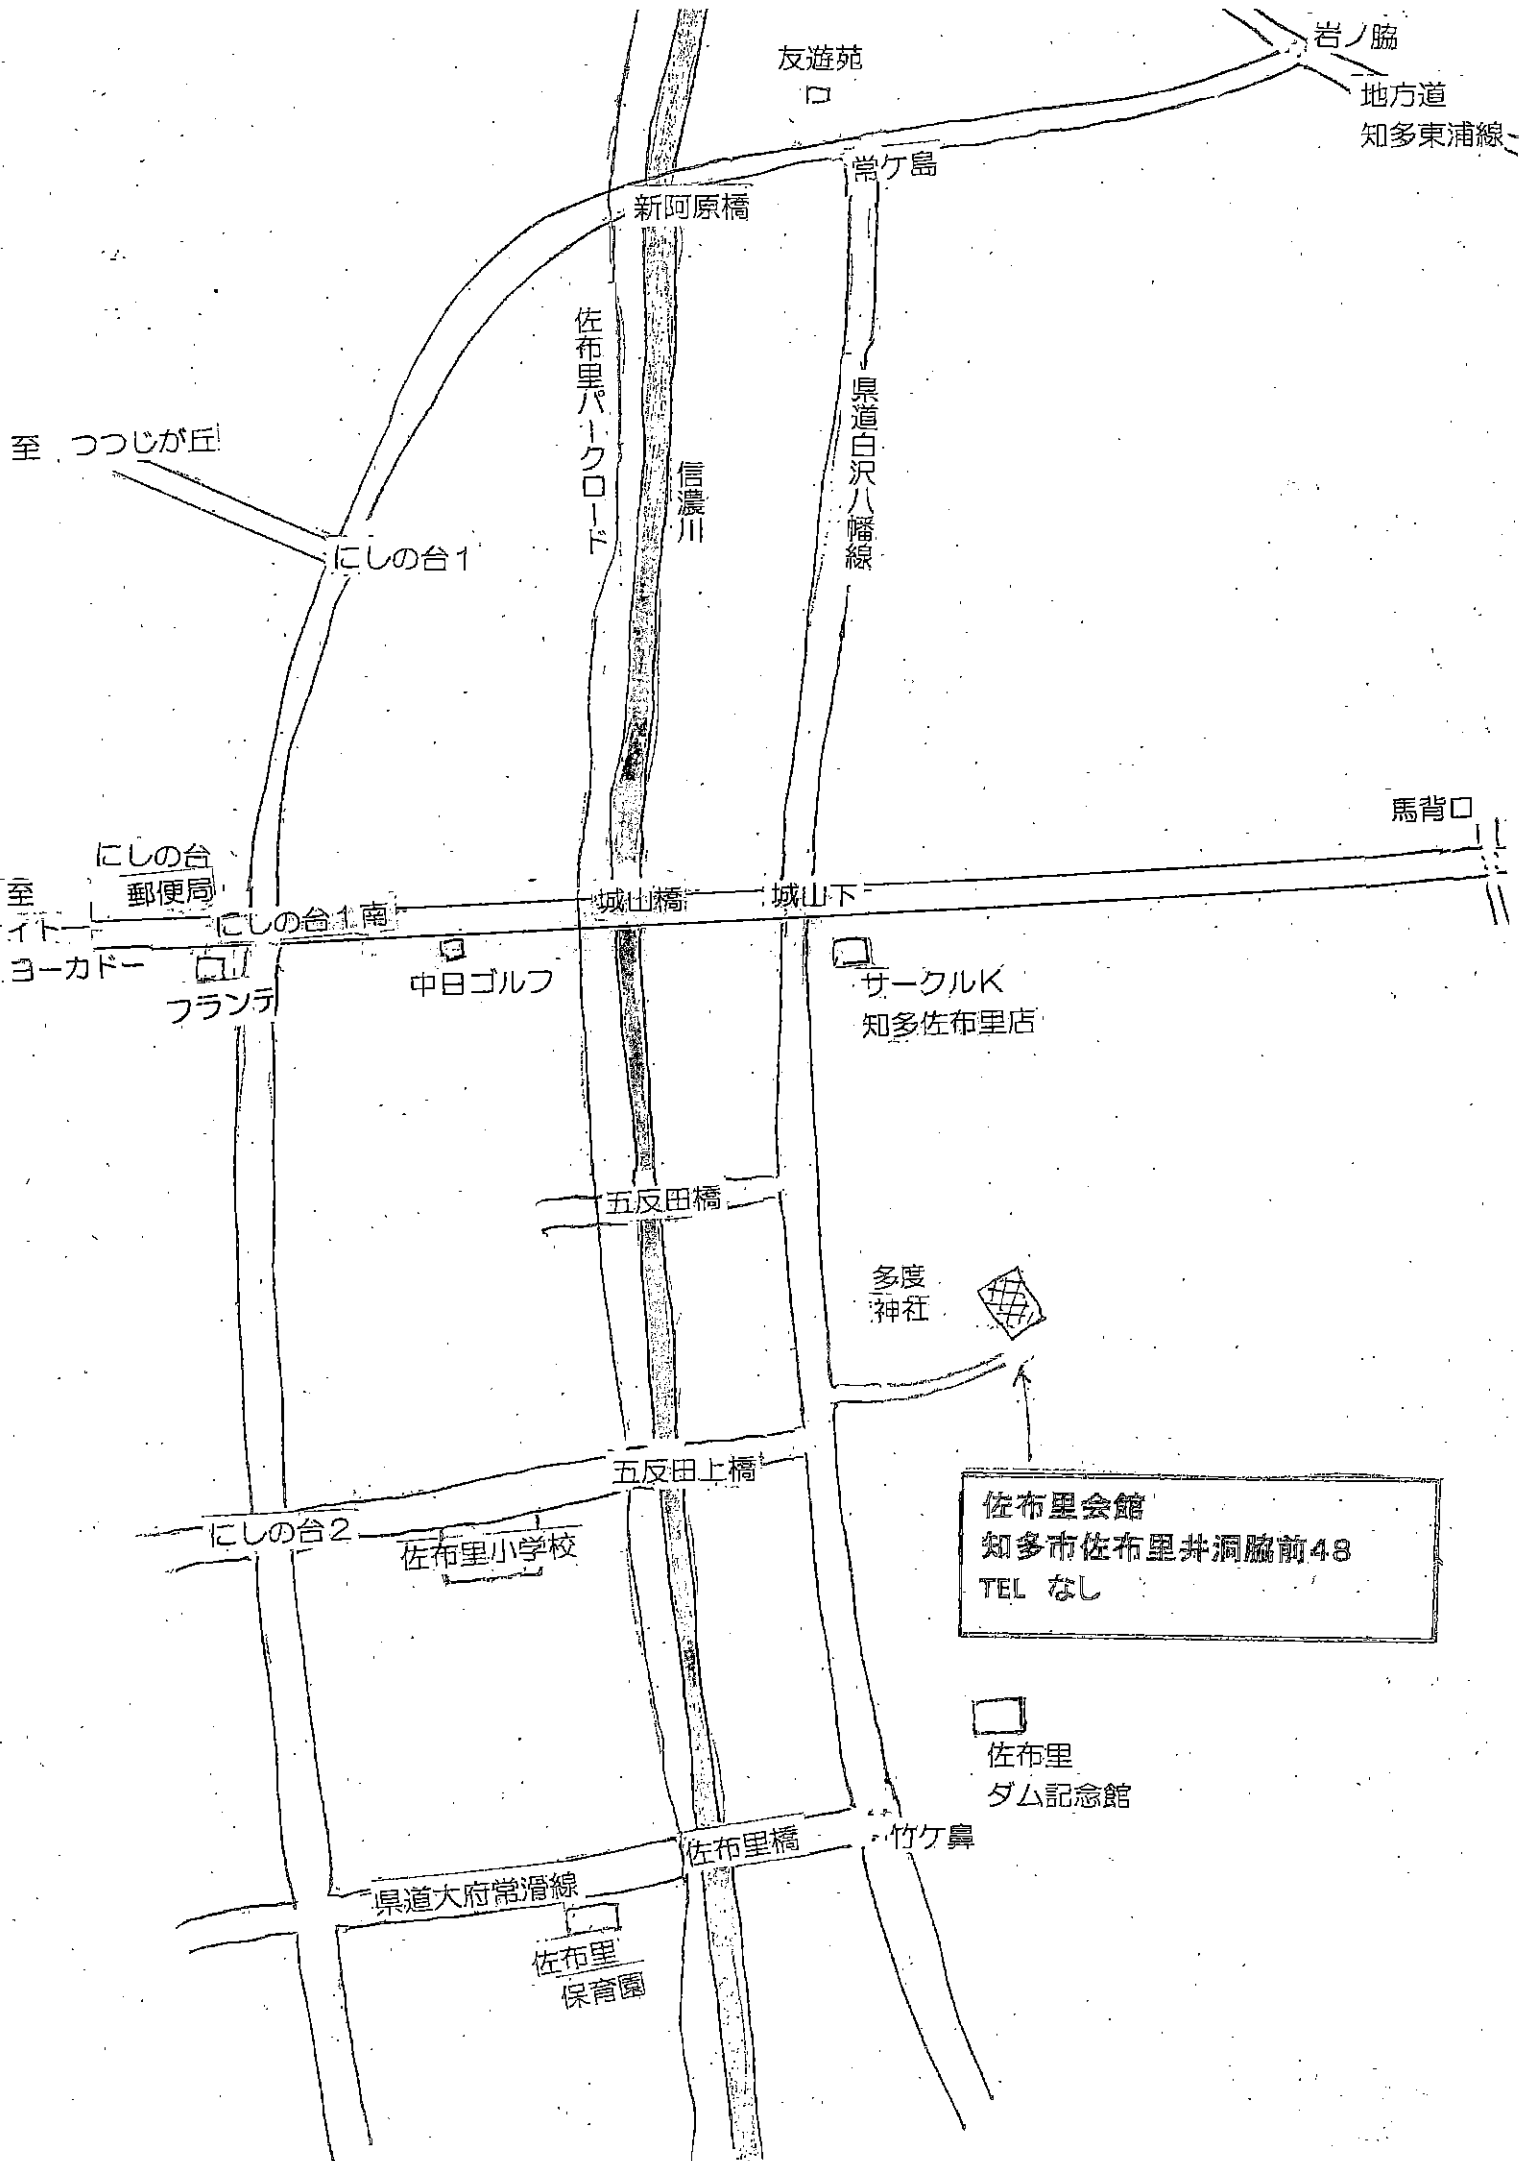 友遊苑
岩ノ脇
地方道
知多東浦線
常ケ島
新阿原橋
佐布里パークロード
信濃川
県道白沢八幡線
至 つつじが丘
にしの台1
馬背口
にしの台
郵便局
至
イトー
ヨーカドー
にしの台1南
城山橋
城山下
フランテ
中日ゴルフ
サークルK
知多佐布里店
五反田橋
多度
神社
五反田上橋
にしの台2
佐布里小学校
佐布里会館
知多市佐布里井洞脇前48
TEL なし
佐布里
ダム記念館
佐布里橋
竹ケ鼻
県道大府常滑線
佐布里
保育園